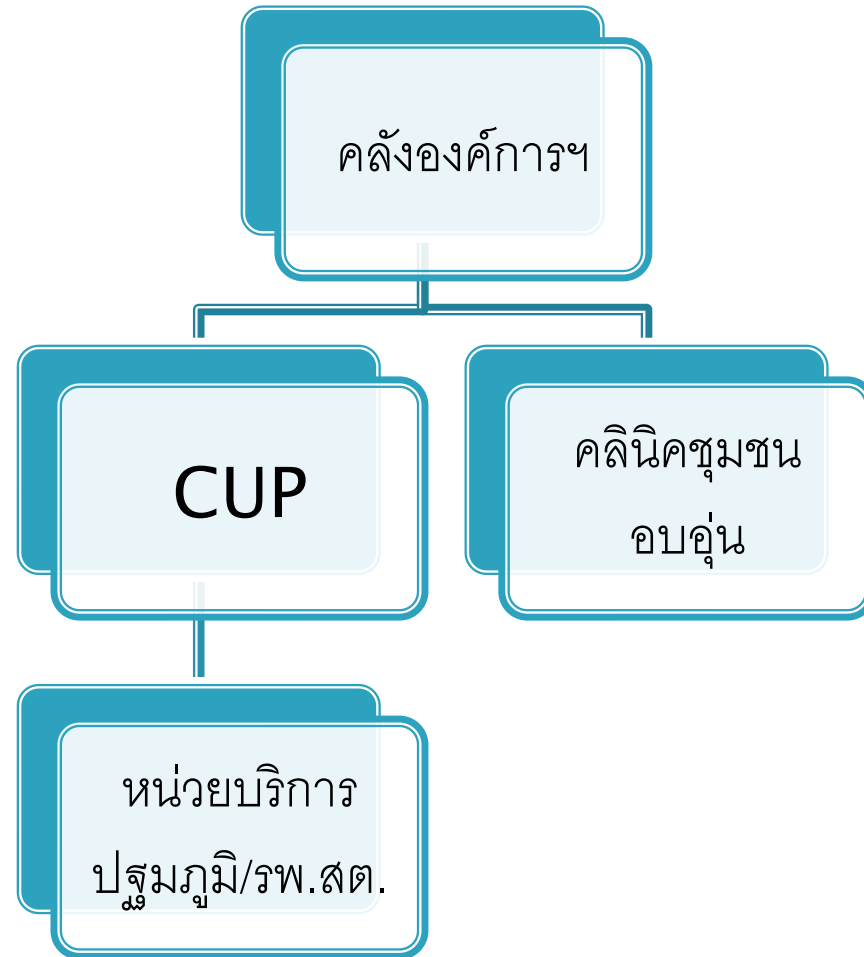 คลังองค์การฯ
CUP
คลินิคชุมชน
อบอุ่น
หน่วยบริการ
ปฐมภูมิ/รพ.สต.